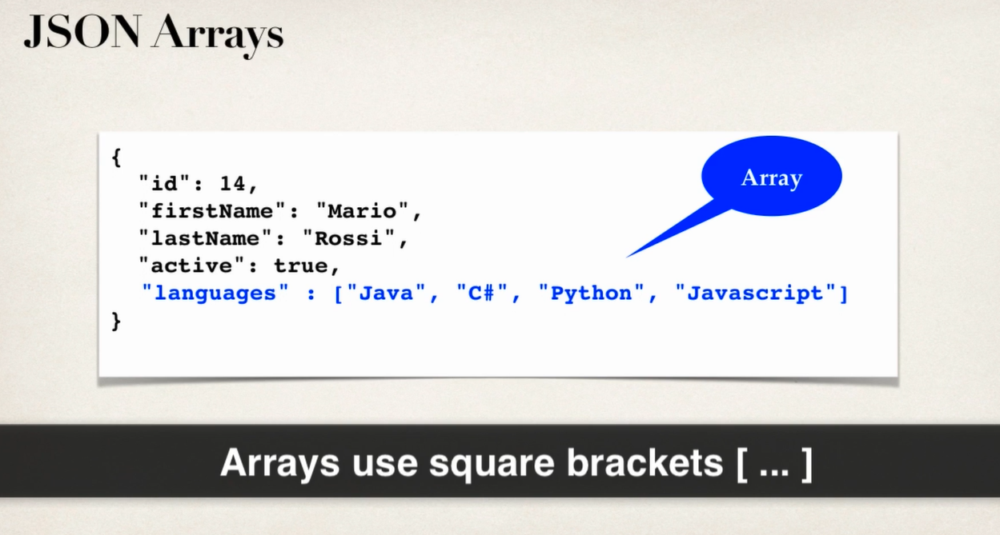 JSON Arrays
{
"id": 14,
"firstName": "Mario",
"lastName": "Rossi",
"active": true,
"languages" : ["Java", "C#", "Python", "Javascript"]
}
Array
Arrays use square brackets [ ... ]